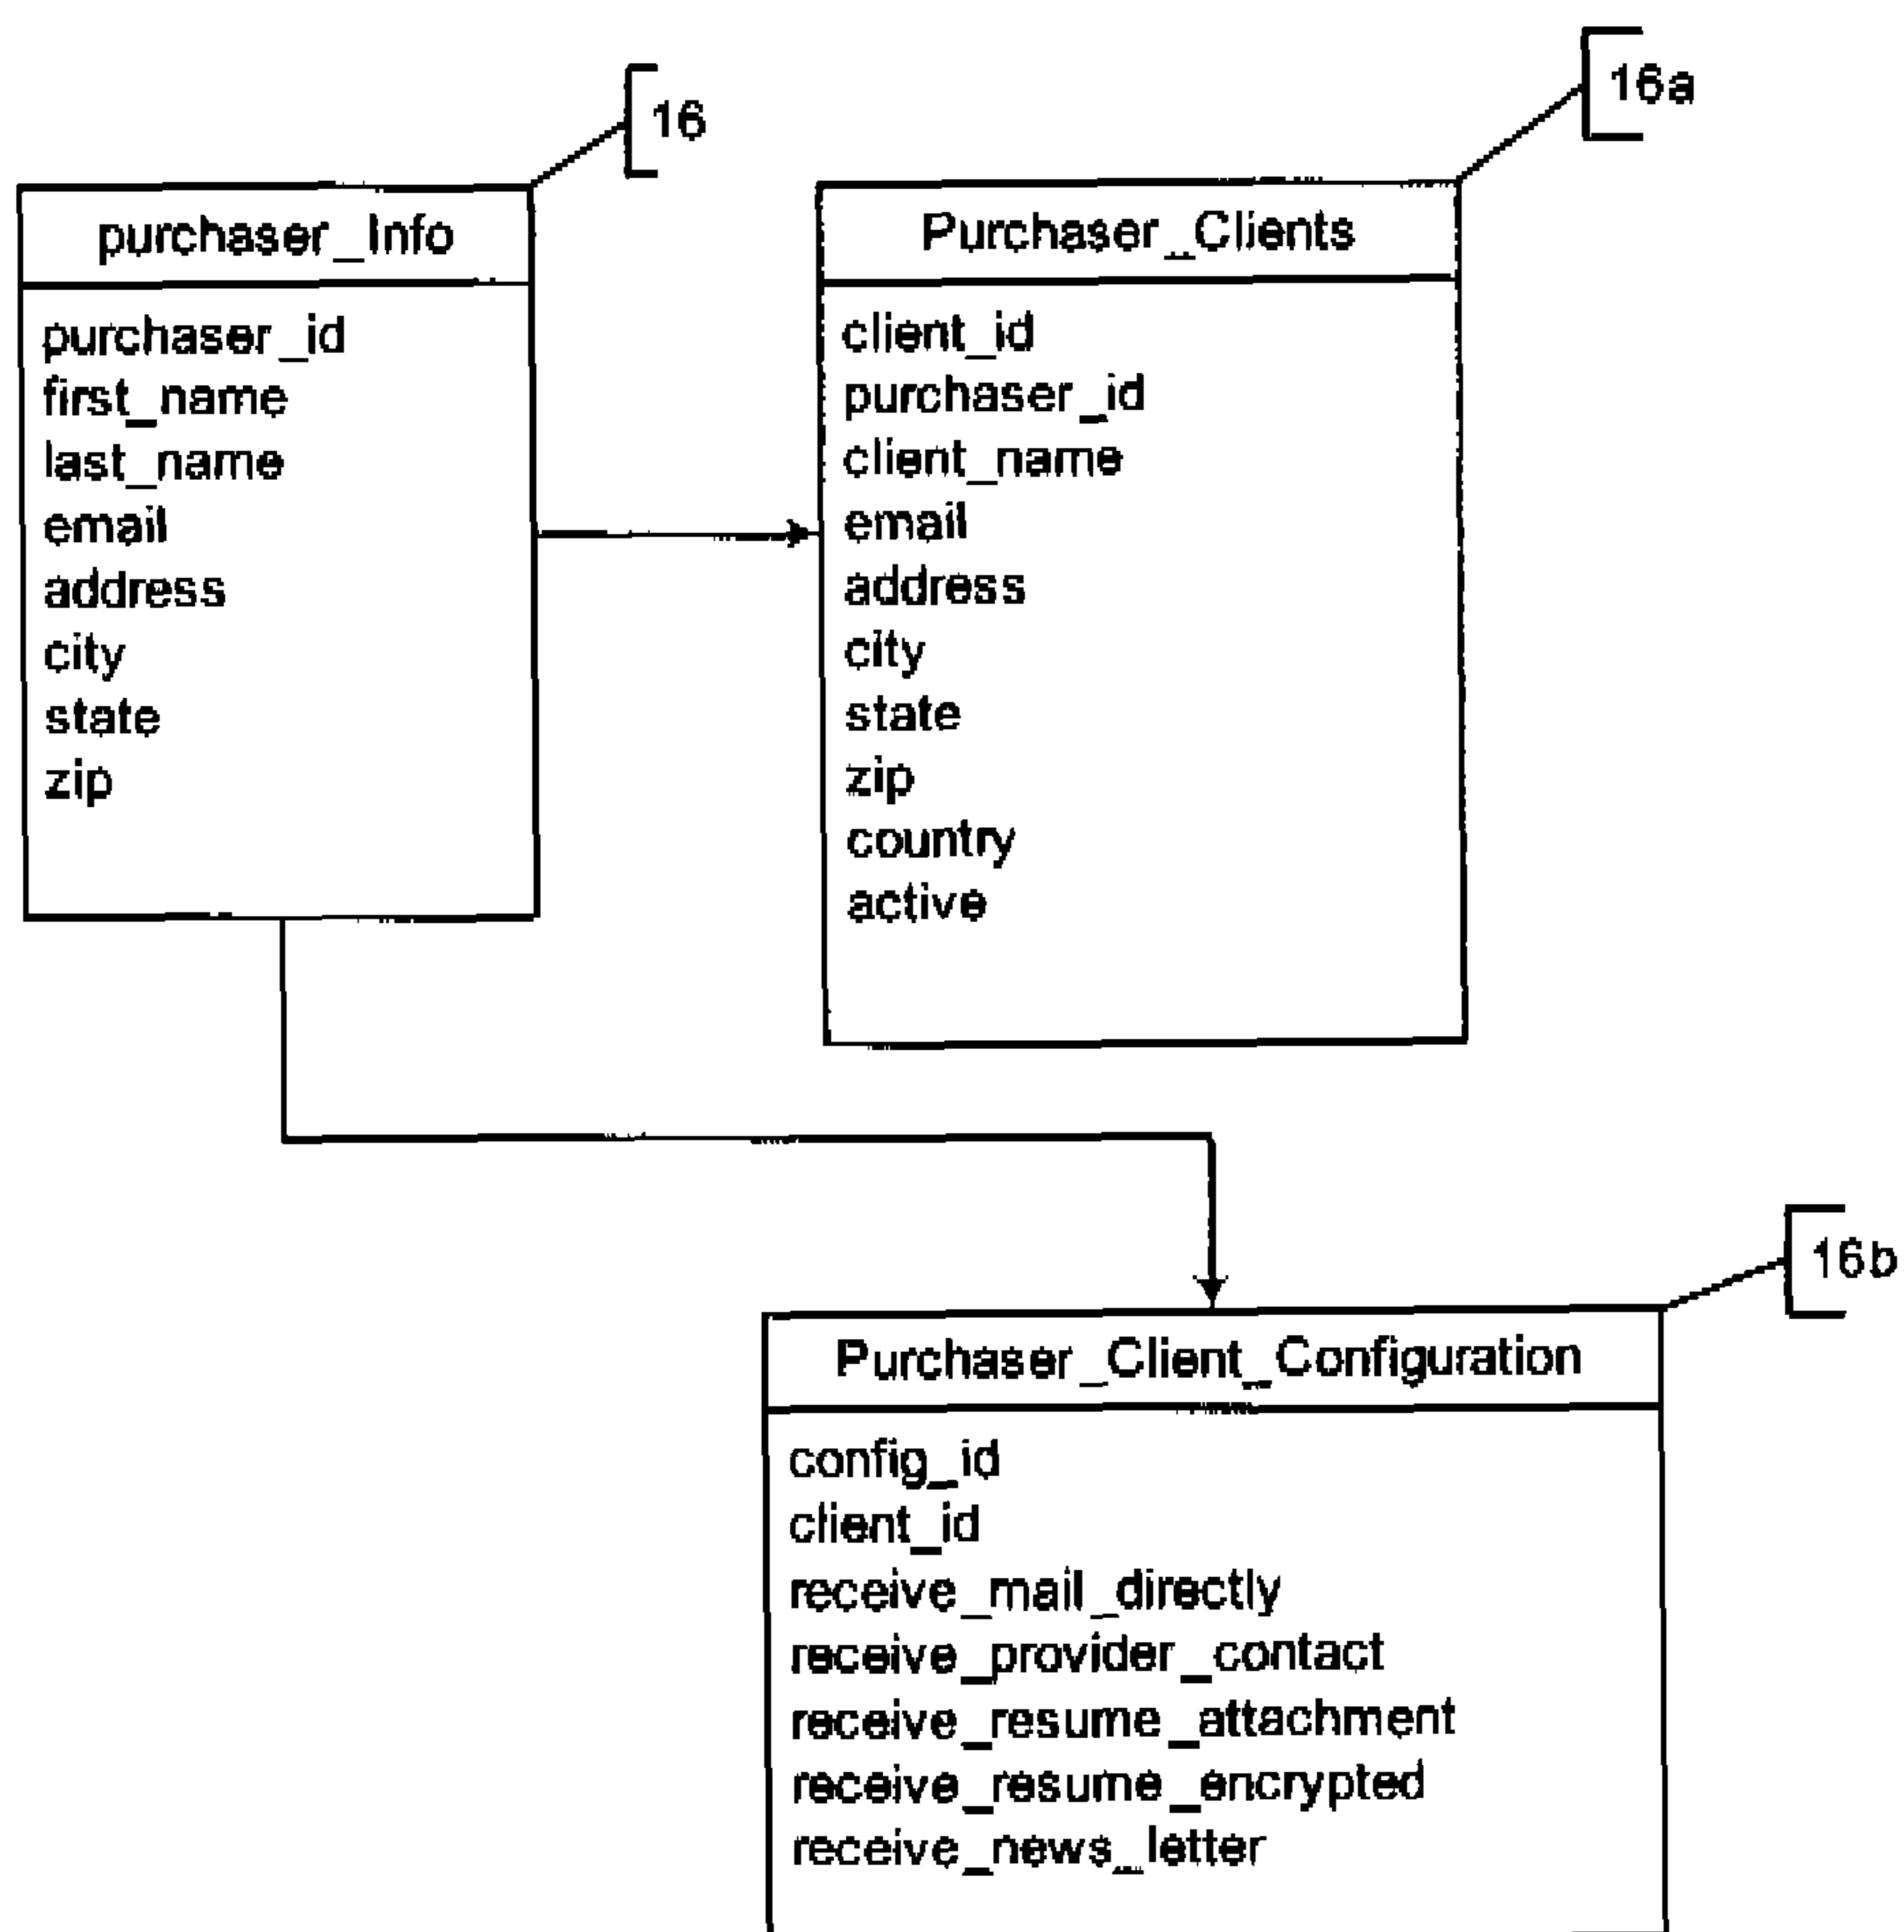 16
purchaser_Info
purchaser_id
first_name
last_name
email
address
city
state
zip
16a
Purchaser_Clients
client_id
purchaser_id
client_name
email
address
city
state
zip
country
active
16b
Purchaser_Client_Configuration
config_id
client_id
receive_mail_directly
receive_provider_contact
receive_resume_attachment
receive_resume_encrypted
receive_news_letter